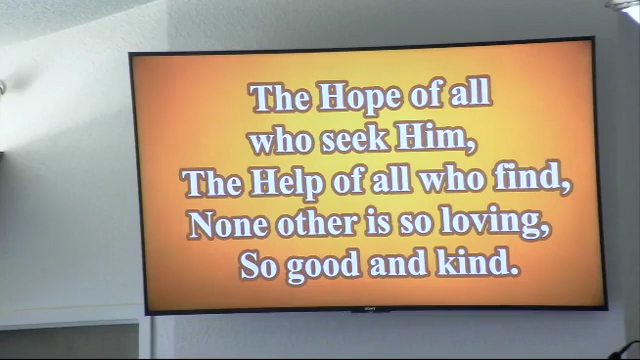 The Hope of all
who seek Him,
The Help of all who find,
None other is so loving,
So good and kind.
SONY